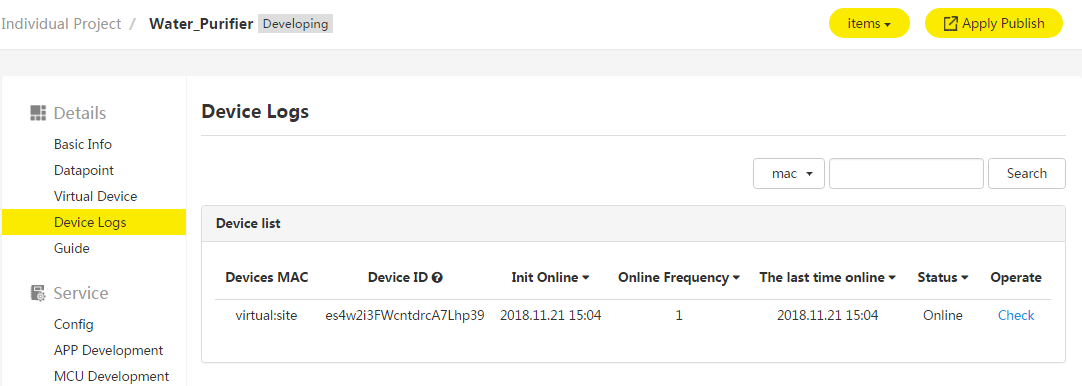 Individual Project / Water_Purifier Developing items Apply Publish
Details
Basic Info
Datapoint
Virtual Device
Device Logs
Guide
Service
Config
APP Development
MCU Development
Device Logs
mac Search
Device list
Devices MAC Device ID Init Online Online Frequency The last time online Status Operate
virtual:site es4w2i3FWcntdrcA7Lhp39 2018.11.21 15:04 1 2018.11.21 15:04 Online Check